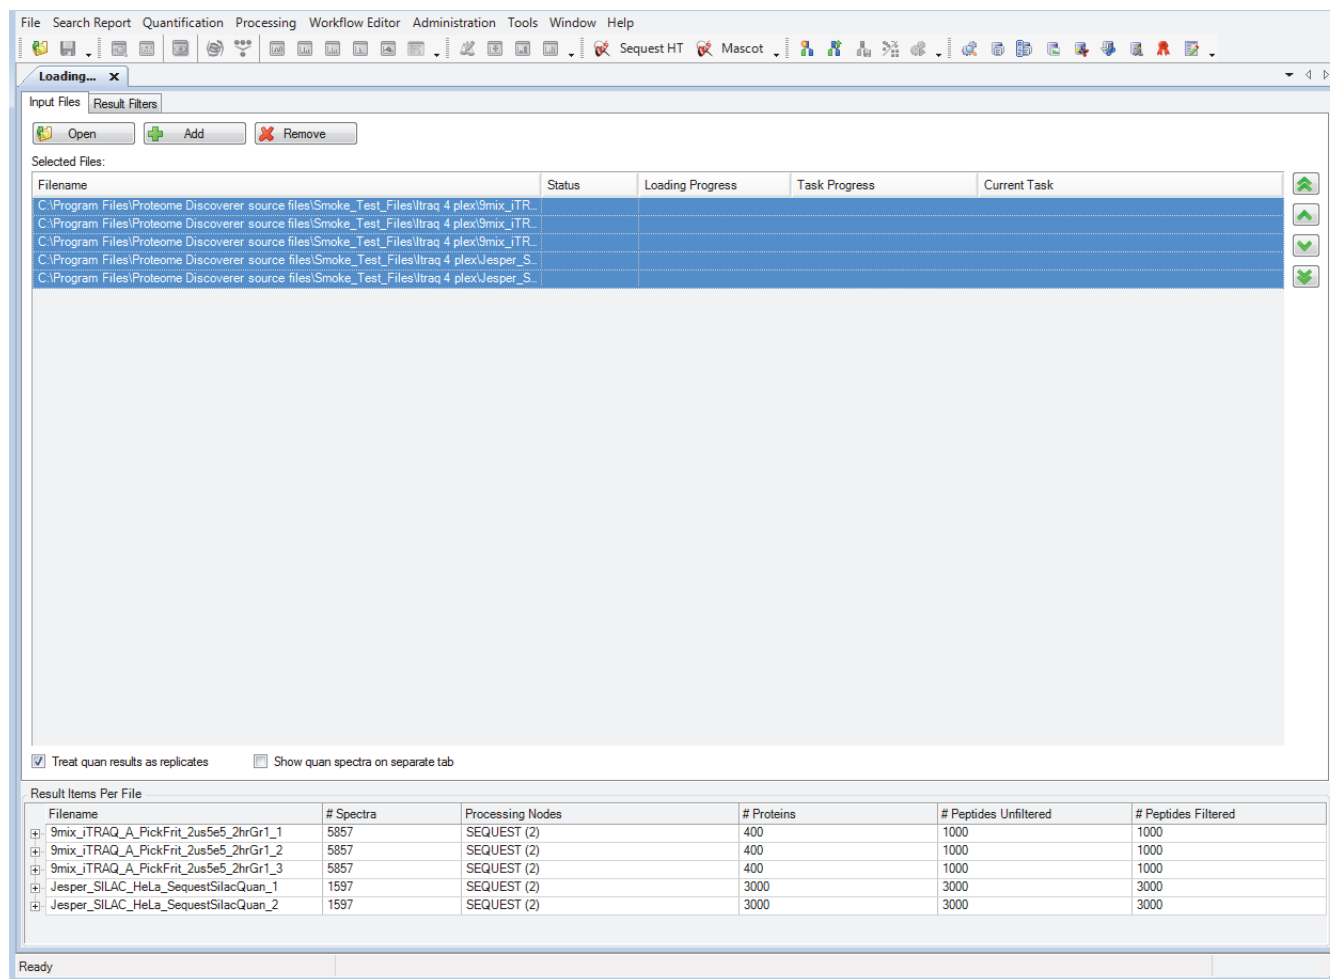 File Search Report Quantification Processing Workflow Editor Administration Tools Window Help
Sequest HT Mascot
Loading...
Input Files Result Filters
Open Add Remove
Selected Files:
Filename Status Loading Progress Task Progress Current Task
C:\Program Files\Proteome Discoverer source files\Smoke_Test_Files\Itraq 4 plex\9mix_iTR...
C:\Program Files\Proteome Discoverer source files\Smoke_Test_Files\Itraq 4 plex\9mix_iTR...
C:\Program Files\Proteome Discoverer source files\Smoke_Test_Files\Itraq 4 plex\9mix_iTR...
C:\Program Files\Proteome Discoverer source files\Smoke_Test_Files\Itraq 4 plex\Jesper_S...
C:\Program Files\Proteome Discoverer source files\Smoke_Test_Files\Itraq 4 plex\Jesper_S...
Treat quan results as replicates Show quan spectra on separate tab
Result Items Per File
Filename # Spectra Processing Nodes # Proteins # Peptides Unfiltered # Peptides Filtered
9mix_iTRAQ_A_PickFrit_2us5e5_2hrGr1_1 5857 SEQUEST (2) 400 1000 1000
9mix_iTRAQ_A_PickFrit_2us5e5_2hrGr1_2 5857 SEQUEST (2) 400 1000 1000
9mix_iTRAQ_A_PickFrit_2us5e5_2hrGr1_3 5857 SEQUEST (2) 400 1000 1000
Jesper_SILAC_HeLa_SequestSilacQuan_1 1597 SEQUEST (2) 3000 3000 3000
Jesper_SILAC_HeLa_SequestSilacQuan_2 1597 SEQUEST (2) 3000 3000 3000
Ready